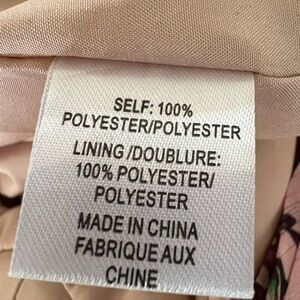 SELF: 100%
POLYESTER/POLYESTER
LINING /DOUBLURE:
100% POLYESTER/
POLYESTER
MADE IN CHINA
FABRIQUE AUX
CHINE